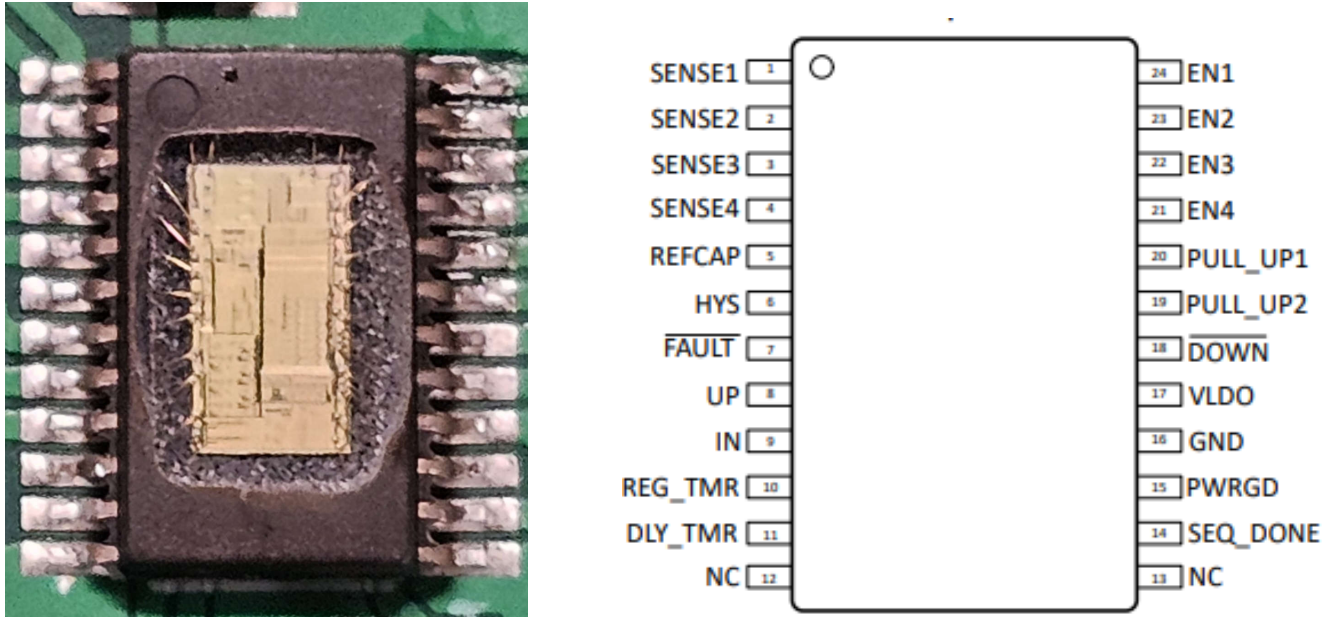 SENSE1 1
SENSE2 2
SENSE3 3
SENSE4 4
REFCAP 5
HYS 6
FAULT 7
UP 8
IN 9
REG_TMR 10
DLY_TMR 11
NC 12
24 EN1
23 EN2
22 EN3
21 EN4
20 PULL_UP1
19 PULL_UP2
18 DOWN
17 VLDO
16 GND
15 PWRGD
14 SEQ_DONE
13 NC